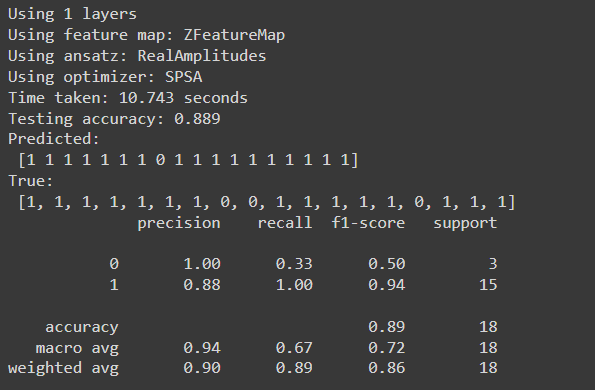 Using 1 layers
Using feature map: ZFeatureMap
Using ansatz: RealAmplitudes
Using optimizer: SPSA
Time taken: 10.743 seconds
Testing accuracy: 0.889
Predicted:
[1 1 1 1 1 1 1 0 1 1 1 1 1 1 1 1 1 1]
True:
[1, 1, 1, 1, 1, 1, 1, 0, 0, 1, 1, 1, 1, 1, 0, 1, 1, 1]
precision recall f1-score support
0 1.00 0.33 0.50 3
1 0.88 1.00 0.94 15
accuracy 0.89 18
macro avg 0.94 0.67 0.72 18
weighted avg 0.90 0.89 0.86 18